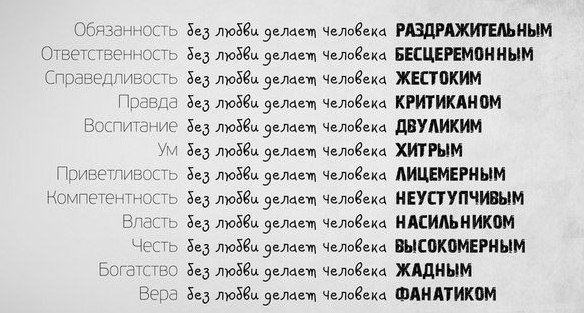 Обязанность без любви делает человека РАЗДРАЖИТЕЛЬНЫМ
Ответственность без любви делает человека БЕСЦЕРЕМОННЫМ
Справедливость без любви делает человека ЖЕСТОКИМ
Правда без любви делает человека КРИТИКАНОМ
Воспитание без любви делает человека ДВУЛИКИМ
Ум без любви делает человека ХИТРЫМ
Приветливость без любви делает человека ЛИЦЕМЕРНЫМ
Компетентность без любви делает человека НЕУСТУПЧИВЫМ
Власть без любви делает человека НАСИЛЬНИКОМ
Честь без любви делает человека ВЫСОКОМЕРНЫМ
Богатство без любви делает человека ЖАДНЫМ
Вера без любви делает человека ФАНАТИКОМ